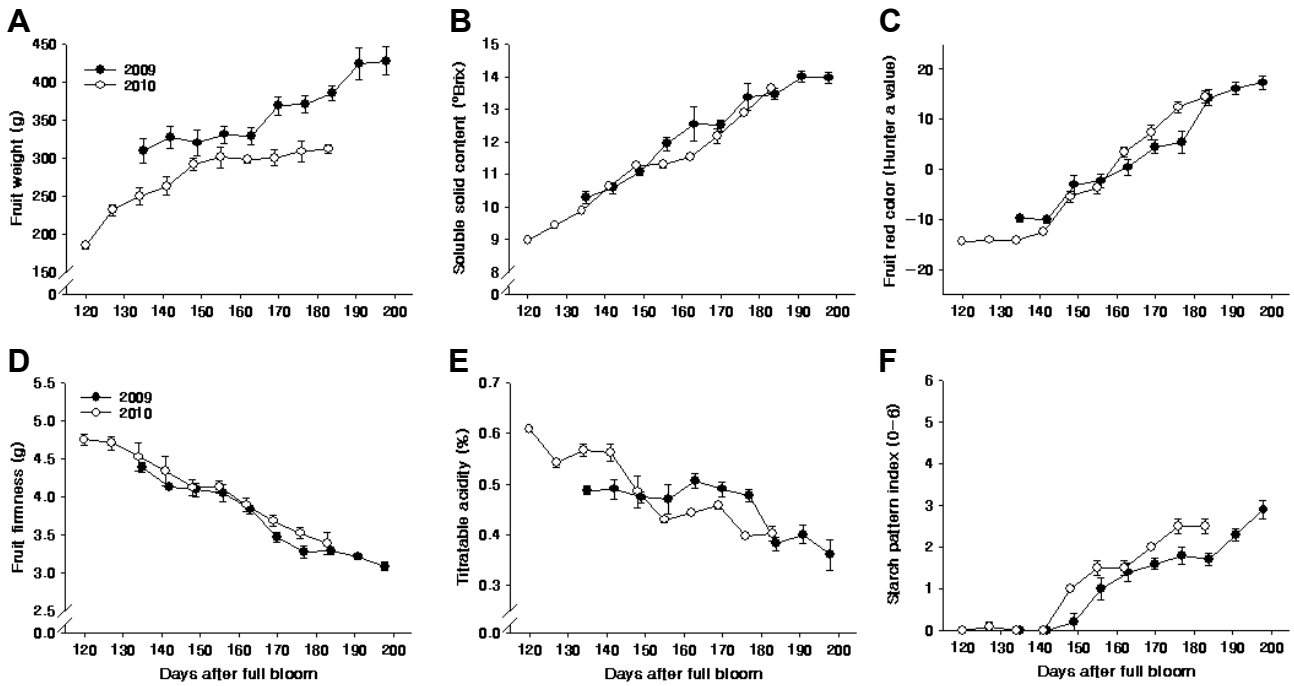 A
Fruit weight (g)
450
400
350
300
250
200
150
0
2009
2010
120 130 140 150 160 170 180 190 200
B
Soluble solid content (ºBrix)
15
14
13
12
11
10
9
8
0
120 130 140 150 160 170 180 190 200
C
Fruit red color (Hunter a value)
20
10
0
−10
−20
120 130 140 150 160 170 180 190 200
D
Fruit firmness (g)
5.5
5.0
4.5
4.0
3.5
3.0
2.5
0.0
2009
2010
120 130 140 150 160 170 180 190 200
Days after full bloom
E
Titratable acidity (%)
0.7
0.6
0.5
0.4
0.3
0.0
120 130 140 150 160 170 180 190 200
Days after full bloom
F
Starch pattern index (0−6)
6
5
4
3
2
1
0
120 130 140 150 160 170 180 190 200
Days after full bloom